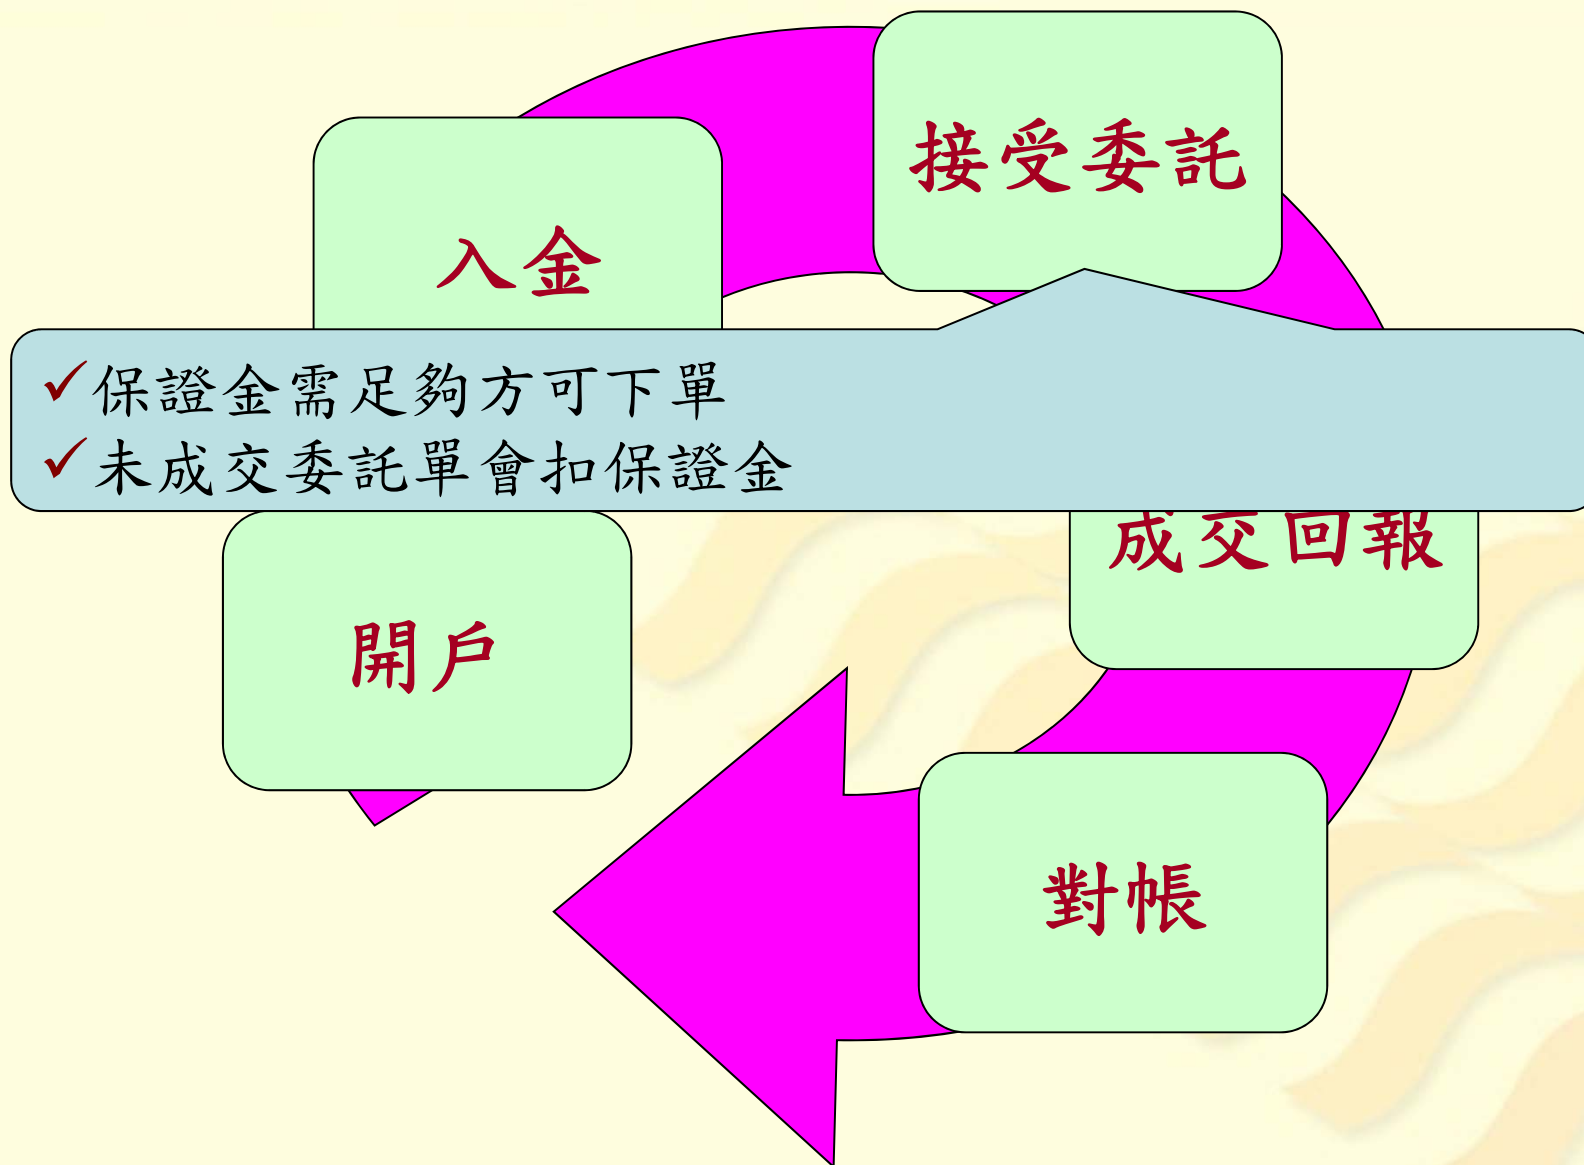 接受委託
入金
✓保證金需足夠方可下單
✓未成交委託單會扣保證金
成交回報
開戶
對帳